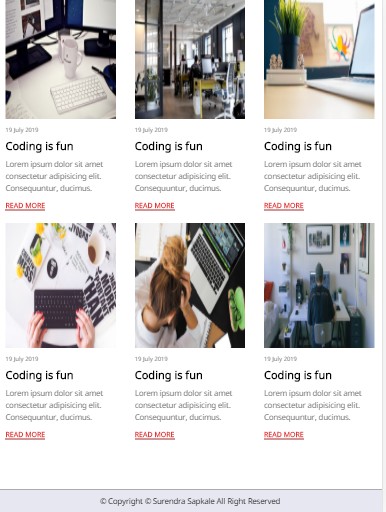 19 July 2019
Coding is fun
Lorem ipsum dolor sit amet
consectetur adipisicing elit.
Consequuntur, ducimus.
READ MORE
19 July 2019
Coding is fun
Lorem ipsum dolor sit amet
consectetur adipisicing elit.
Consequuntur, ducimus.
READ MORE
19 July 2019
Coding is fun
Lorem ipsum dolor sit amet
consectetur adipisicing elit.
Consequuntur, ducimus.
READ MORE
19 July 2019
Coding is fun
Lorem ipsum dolor sit amet
consectetur adipisicing elit.
Consequuntur, ducimus.
READ MORE
19 July 2019
Coding is fun
Lorem ipsum dolor sit amet
consectetur adipisicing elit.
Consequuntur, ducimus.
READ MORE
19 July 2019
Coding is fun
Lorem ipsum dolor sit amet
consectetur adipisicing elit.
Consequuntur, ducimus.
READ MORE
© Copyright © Surendra Sapkale All Right Reserved